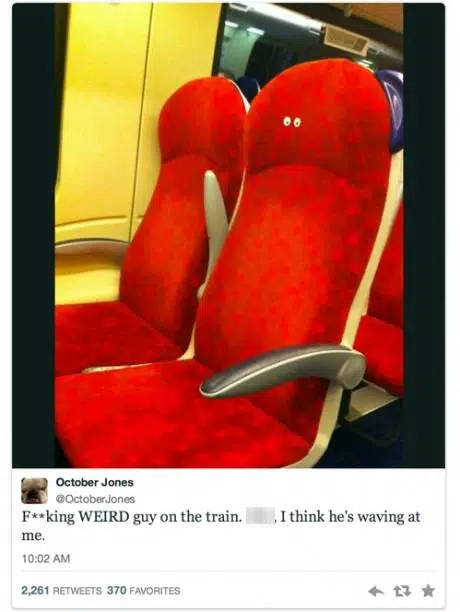 October Jones
@OctoberJones
F**king WEIRD guy on the train. , I think he's waving at
me.
10:02 AM
2,261 RETWEETS 370 FAVORITES